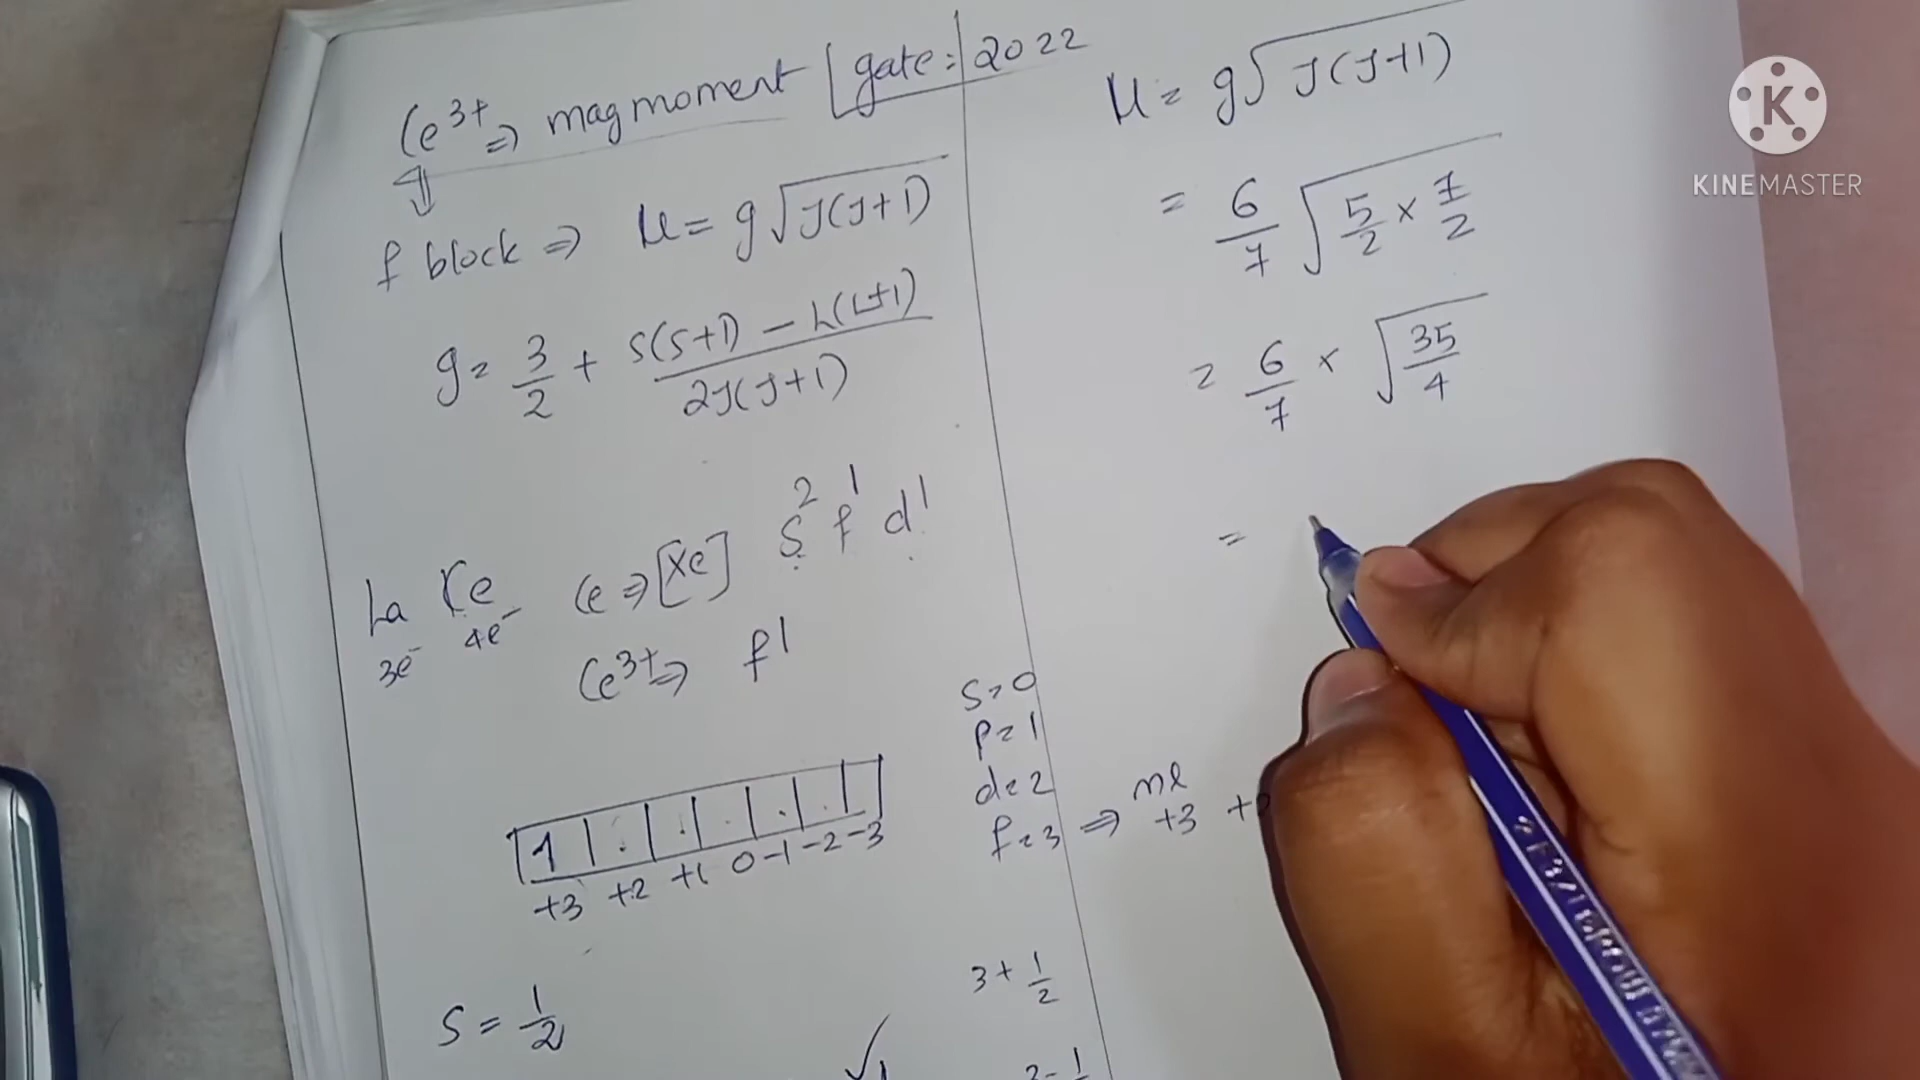 Ce³⁺ ⇒ mag moment [gate: 2022
f block ⇒ μ = g√J(J+1)
g = 3/2 + S(S+1) - L(L+1) / 2J(J+1)
La Ce Ce ⇒ [Xe] s² f¹ d¹
3e⁻ 4e⁻
Ce³⁺ ⇒ f¹
1
+3 +2 +1 0 -1 -2 -3
S = 1/2
μ = g√J(J+1)
= 6/7 √5/2 × 7/2
= 6/7 × √35/4
=
s = 0
p = 1
d = 2
f = 3 ⇒ ml +3
3 + 1/2
KINEMASTER